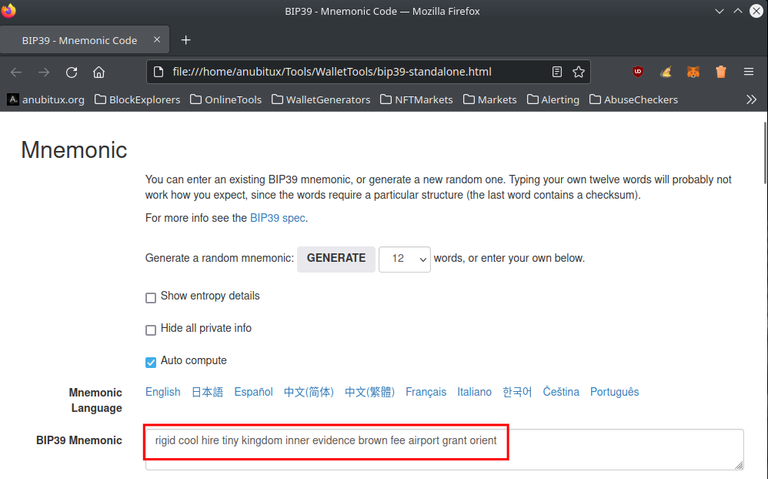 BIP39 - Mnemonic Code — Mozilla Firefox
BIP39 - Mnemonic Code
file:///home/anubitux/Tools/WalletTools/bip39-standalone.html
anubitux.org BlockExplorers OnlineTools WalletGenerators NFTMarkets Markets Alerting AbuseCheckers
Mnemonic
You can enter an existing BIP39 mnemonic, or generate a new random one. Typing your own twelve words will probably not
work how you expect, since the words require a particular structure (the last word contains a checksum).
For more info see the BIP39 spec.
Generate a random mnemonic: GENERATE 12 words, or enter your own below.
Show entropy details
Hide all private info
Auto compute
Mnemonic Language English 日本語 Español 中文(简体) 中文(繁體) Français Italiano 한국어 Čeština Português
BIP39 Mnemonic rigid cool hire tiny kingdom inner evidence brown fee airport grant orient